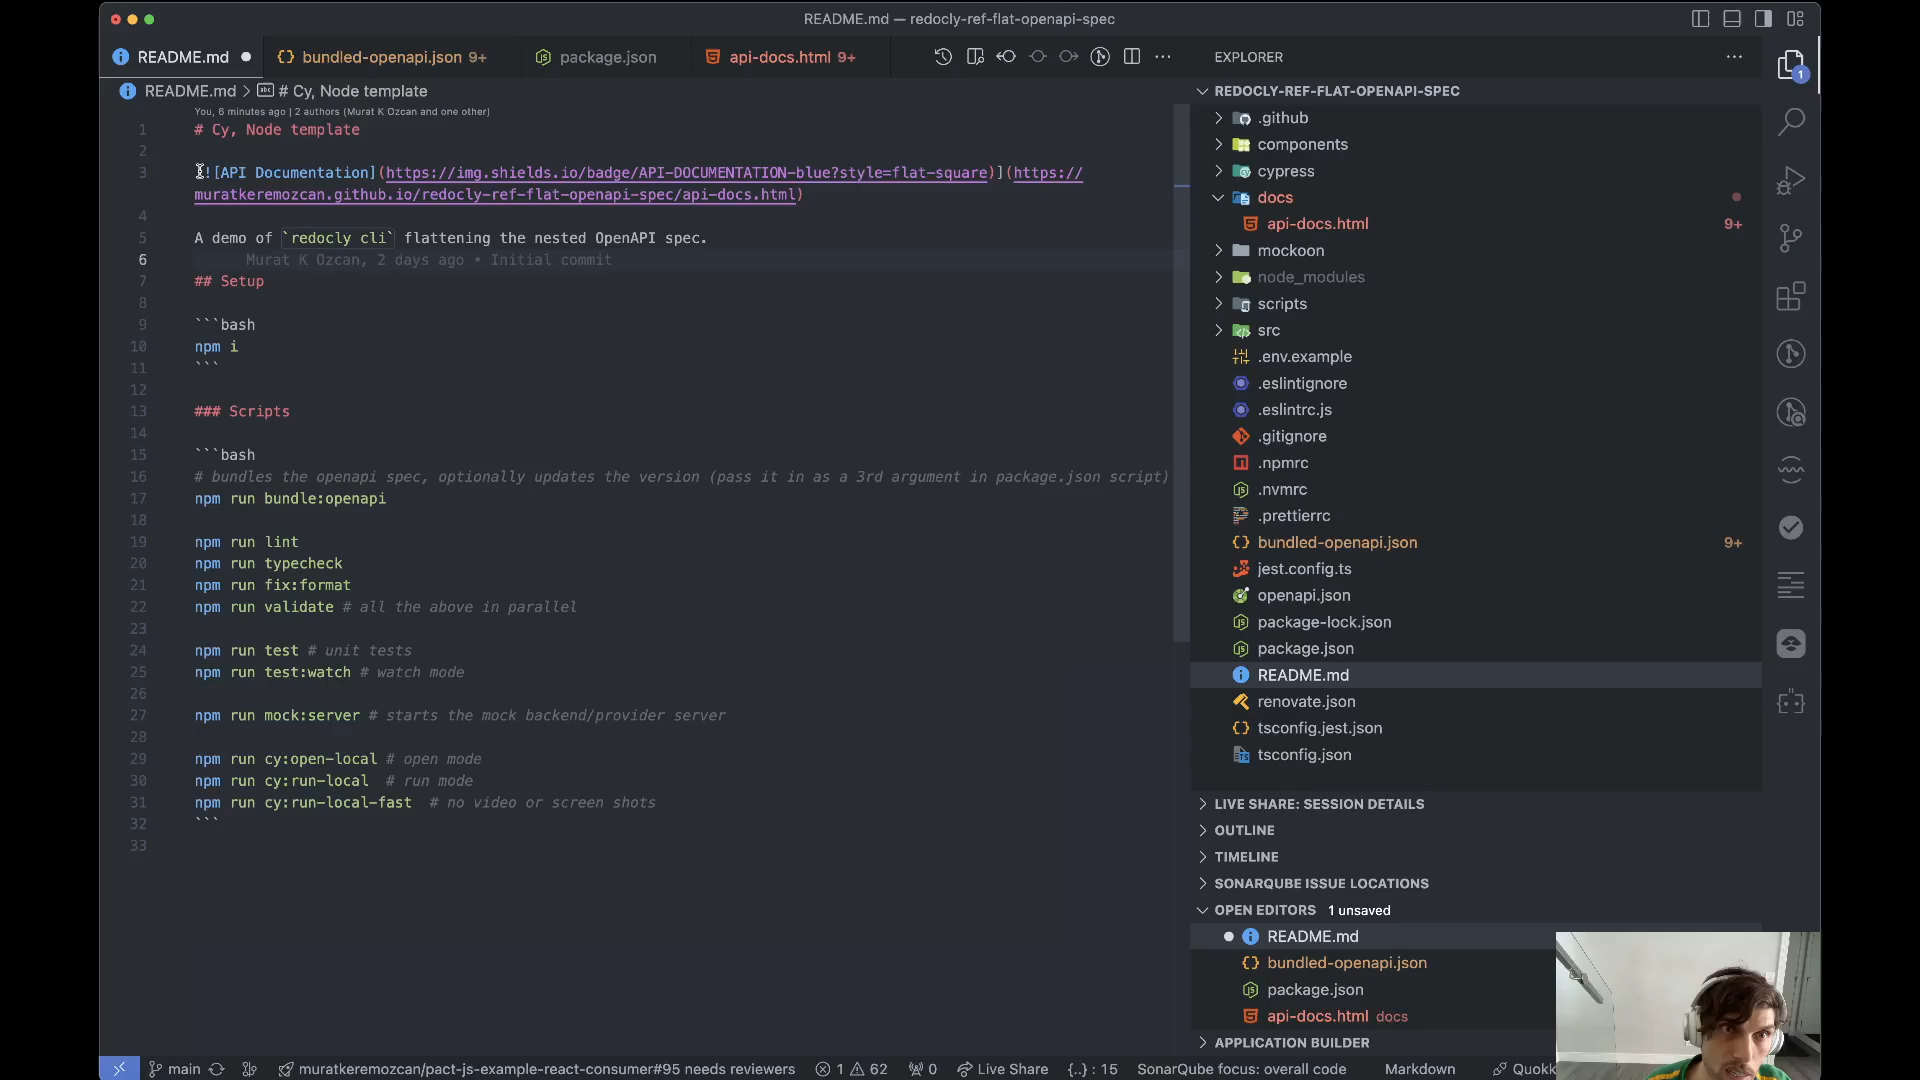 README.md — redocly-ref-flat-openapi-spec
README.md
bundled-openapi.json 9+
package.json
api-docs.html 9+
README.md > # Cy, Node template
You, 6 minutes ago | 2 authors (Murat K Ozcan and one other)
1 # Cy, Node template
2
3 [![API Documentation](https://img.shields.io/badge/API-DOCUMENTATION-blue?style=flat-square)](https://
muratkeremozcan.github.io/redocly-ref-flat-openapi-spec/api-docs.html)
4
5 A demo of `redocly cli` flattening the nested OpenAPI spec.
6 Murat K Ozcan, 2 days ago • Initial commit
7 ## Setup
8
9 ```bash
10 npm i
11 ```
12
13 ### Scripts
14
15 ```bash
16 # bundles the openapi spec, optionally updates the version (pass it in as a 3rd argument in package.json script)
17 npm run bundle:openapi
18
19 npm run lint
20 npm run typecheck
21 npm run fix:format
22 npm run validate # all the above in parallel
23
24 npm run test # unit tests
25 npm run test:watch # watch mode
26
27 npm run mock:server # starts the mock backend/provider server
28
29 npm run cy:open-local # open mode
30 npm run cy:run-local # run mode
31 npm run cy:run-local-fast # no video or screen shots
32 ```
33
EXPLORER
REDOCLY-REF-FLAT-OPENAPI-SPEC
.github
components
cypress
docs
api-docs.html 9+
mockoon
node_modules
scripts
src
.env.example
.eslintignore
.eslintrc.js
.gitignore
.npmrc
.nvmrc
.prettierrc
bundled-openapi.json 9+
jest.config.ts
openapi.json
package-lock.json
package.json
README.md
renovate.json
tsconfig.jest.json
tsconfig.json
LIVE SHARE: SESSION DETAILS
OUTLINE
TIMELINE
SONARQUBE ISSUE LOCATIONS
OPEN EDITORS 1 unsaved
README.md
bundled-openapi.json
package.json
api-docs.html docs
APPLICATION BUILDER
1
main
muratkeremozcan/pact-js-example-react-consumer#95 needs reviewers
1 62
0
Live Share
{..} : 15
SonarQube focus: overall code
Markdown
Quokk